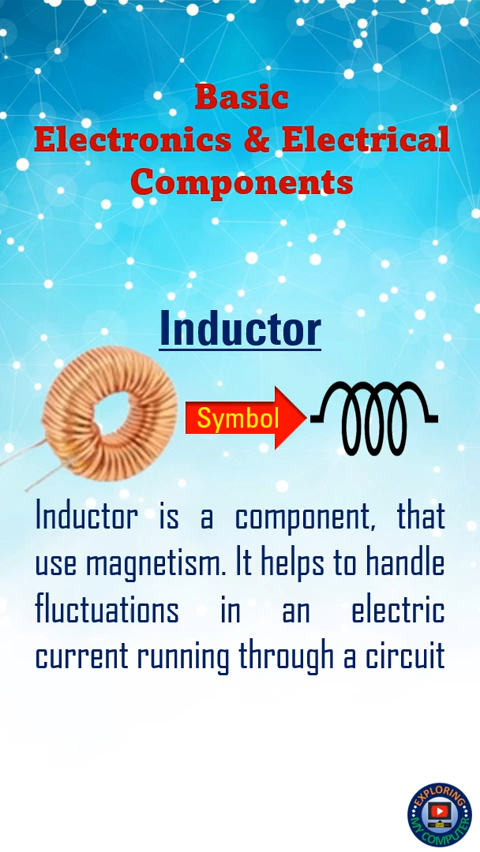 Basic
Electronics & Electrical
Components
Inductor
Symbol
Inductor is a component, that
use magnetism. It helps to handle
fluctuations in an electric
current running through a circuit
EXPLORING
MY COMPUTER